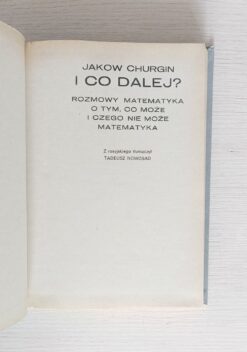 JAKOW CHURGIN
I CO DALEJ?
ROZMOWY MATEMATYKA
O TYM, CO MOŻE
I CZEGO NIE MOŻE
MATEMATYKA
Z rosyjskiego tłumaczył
TADEUSZ NOWOSAD